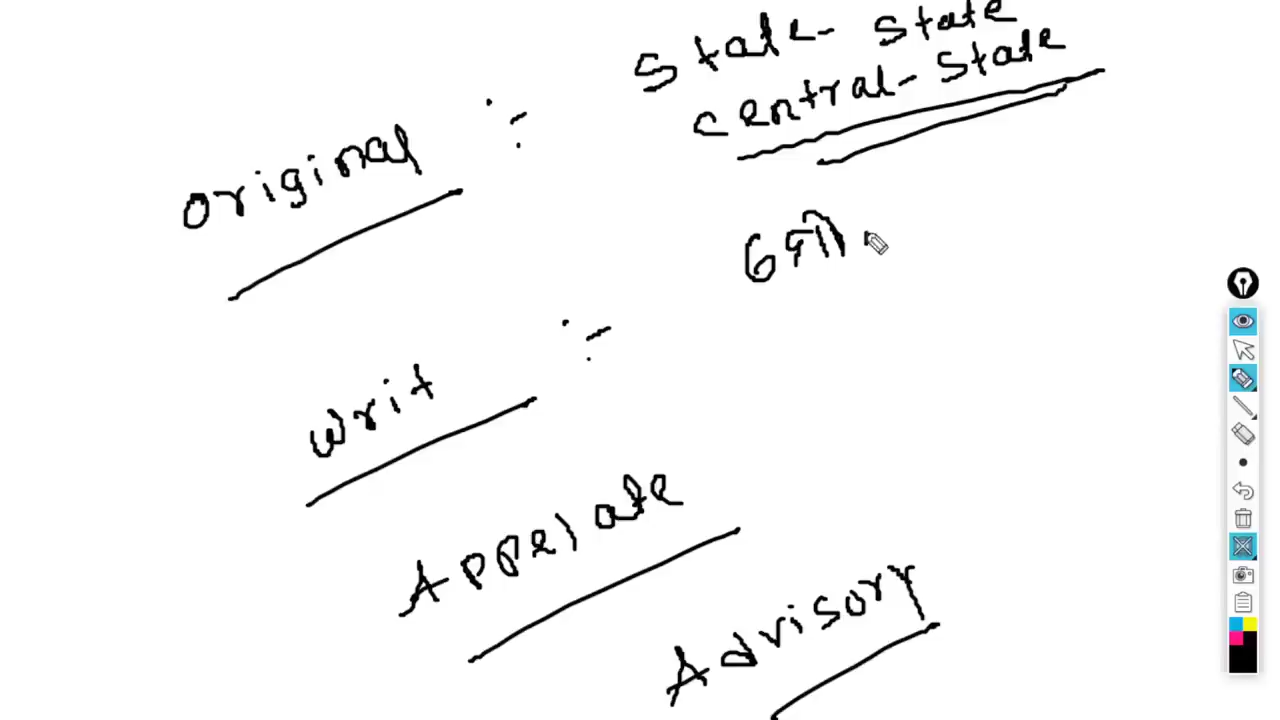 State - State
Central - State
Original :-
Writ :-
Appelate
Advisory